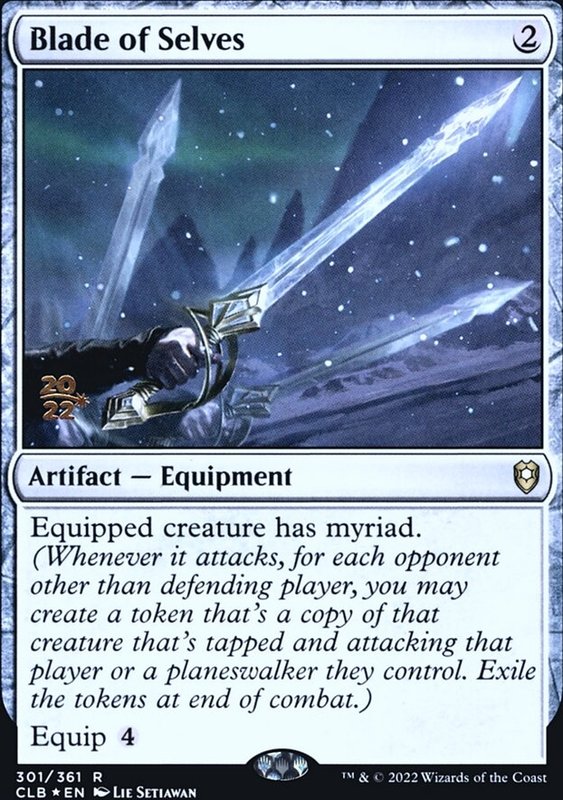 Blade of Selves 2
20
22
Artifact — Equipment
Equipped creature has myriad.
(Whenever it attacks, for each opponent
other than defending player, you may
create a token that's a copy of that
creature that's tapped and attacking that
player or a planeswalker they control. Exile
the tokens at end of combat.)
Equip 4
301/361 R
CLB ★ EN Lie Setiawan
™ & © 2022 Wizards of the Coast